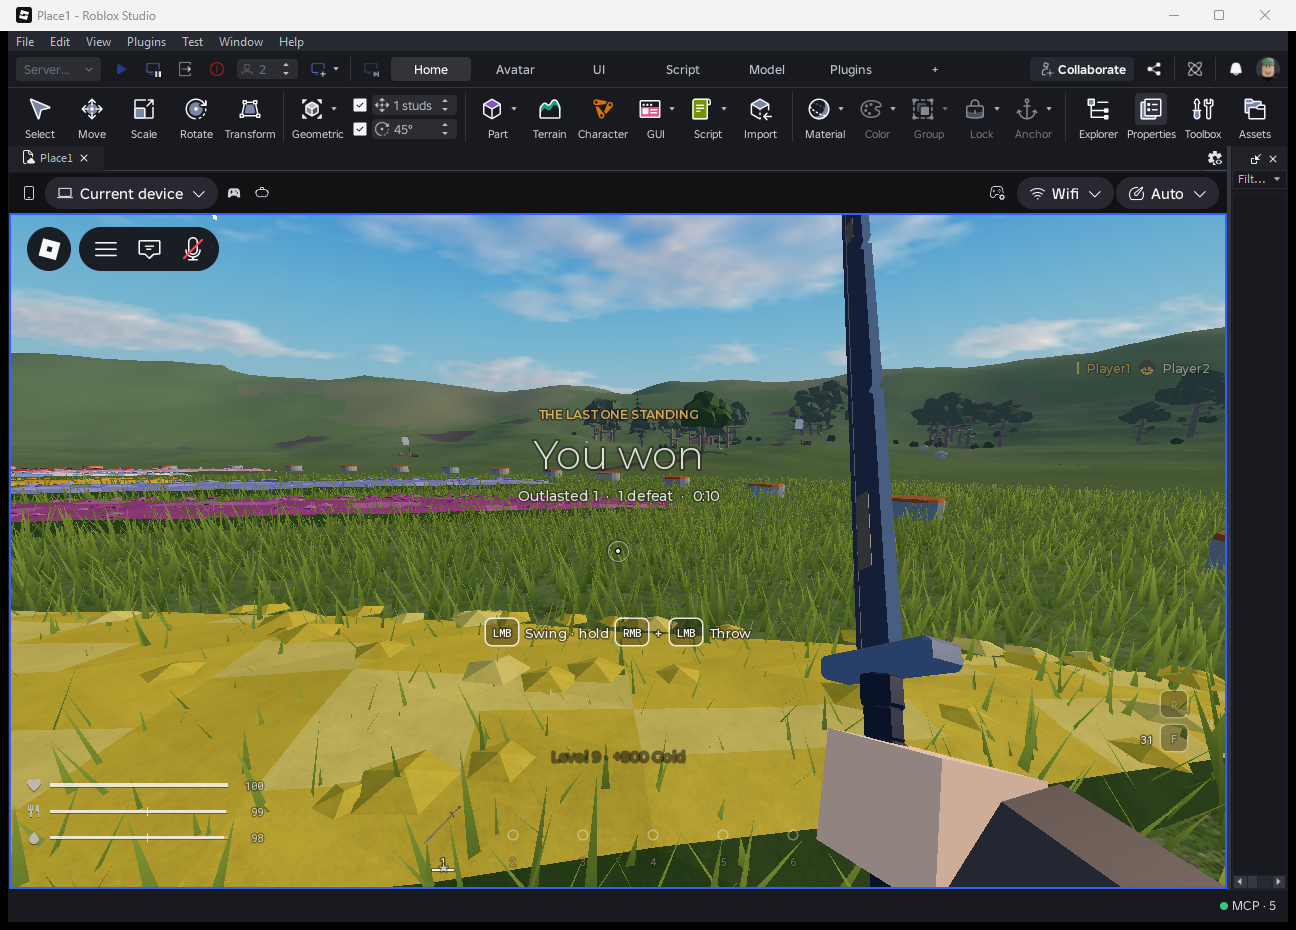 Place1 - Roblox Studio
File Edit View Plugins Test Window Help
Server... 2 Home Avatar UI Script Model Plugins + Collaborate
1 studs
45°
Select Move Scale Rotate Transform Geometric Part Terrain Character GUI Script Import Material Color Group Lock Anchor Explorer Properties Toolbox Assets
Place1
Filt...
Current device Wifi Auto
Player1 Player2
THE LAST ONE STANDING
You won
Outlasted 1 · 1 defeat · 0:10
LMB Swing · hold RMB + LMB Throw
R
31 F
Level 9 · +800 Gold
100
99
98
1 2 3 4 5 6
MCP · 5